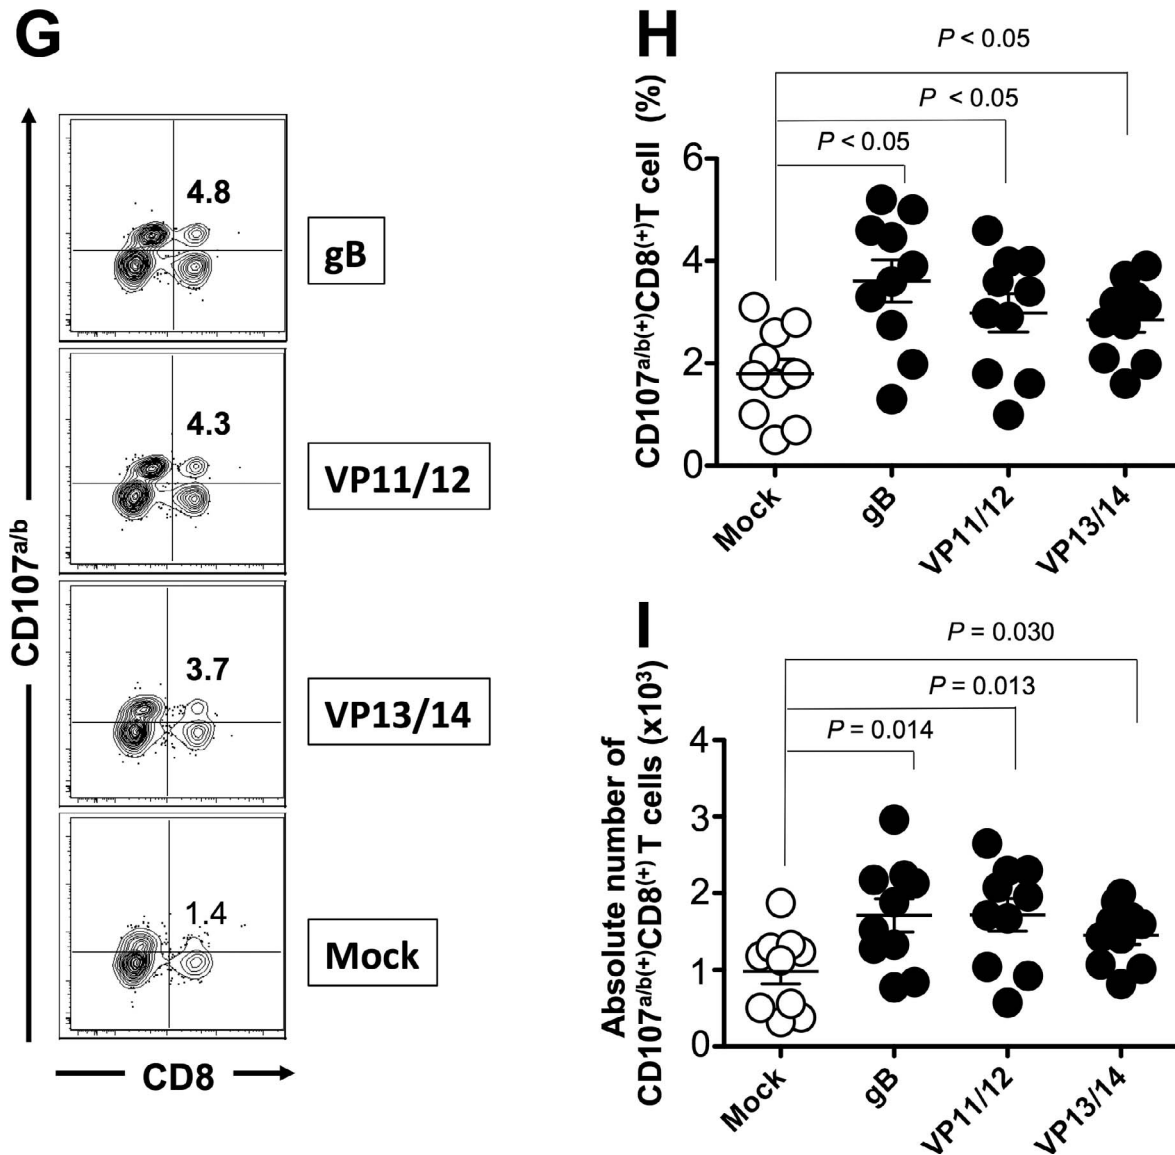 G
4.8
gB
4.3
VP11/12
3.7
VP13/14
1.4
Mock
CD107a/b
CD8
H
P < 0.05
P < 0.05
P < 0.05
CD107a/b(+)CD8(+)T cell (%)
6
4
2
0
Mock
gB
VP11/12
VP13/14
I
P = 0.030
P = 0.013
P = 0.014
Absolute number of
CD107a/b(+)CD8(+) T cells (x10³)
4
3
2
1
0
Mock
gB
VP11/12
VP13/14